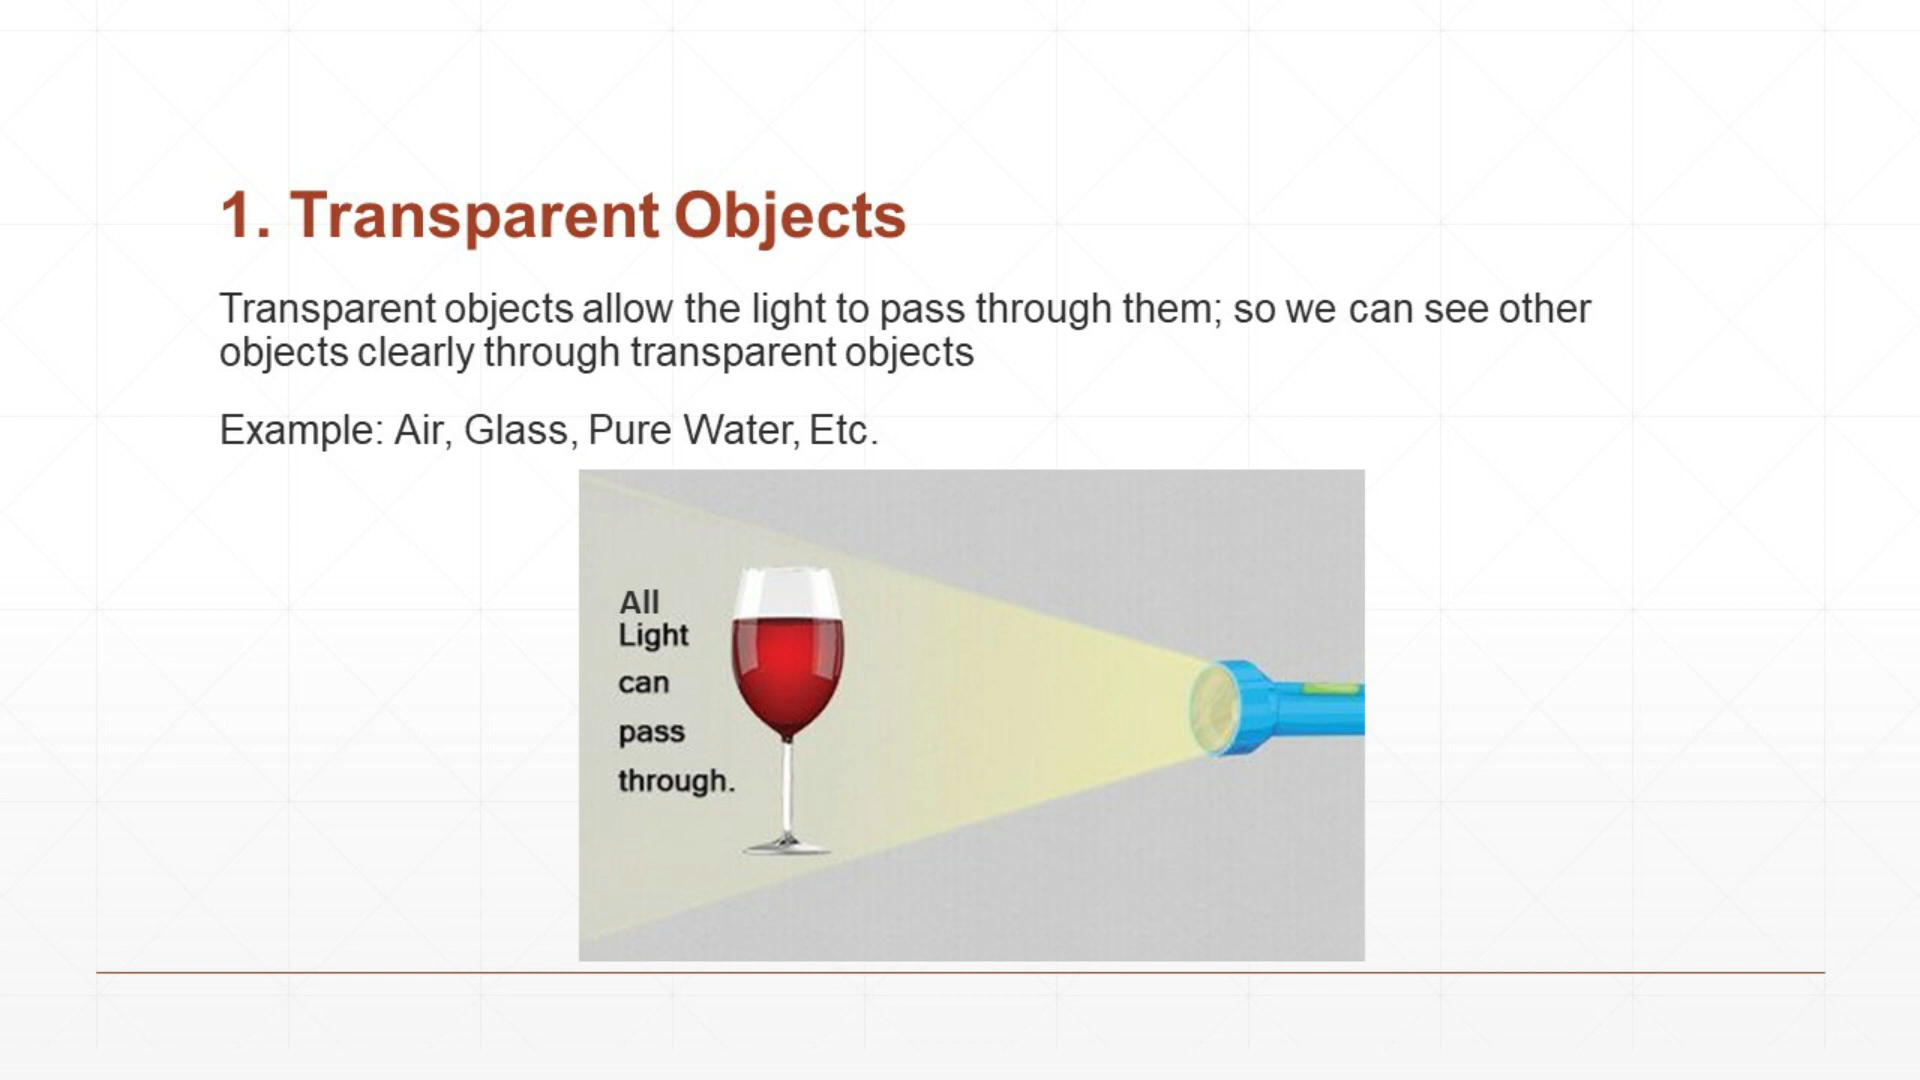 1. Transparent Objects
Transparent objects allow the light to pass through them; so we can see other
objects clearly through transparent objects
Example: Air, Glass, Pure Water, Etc.
All
Light
can
pass
through.